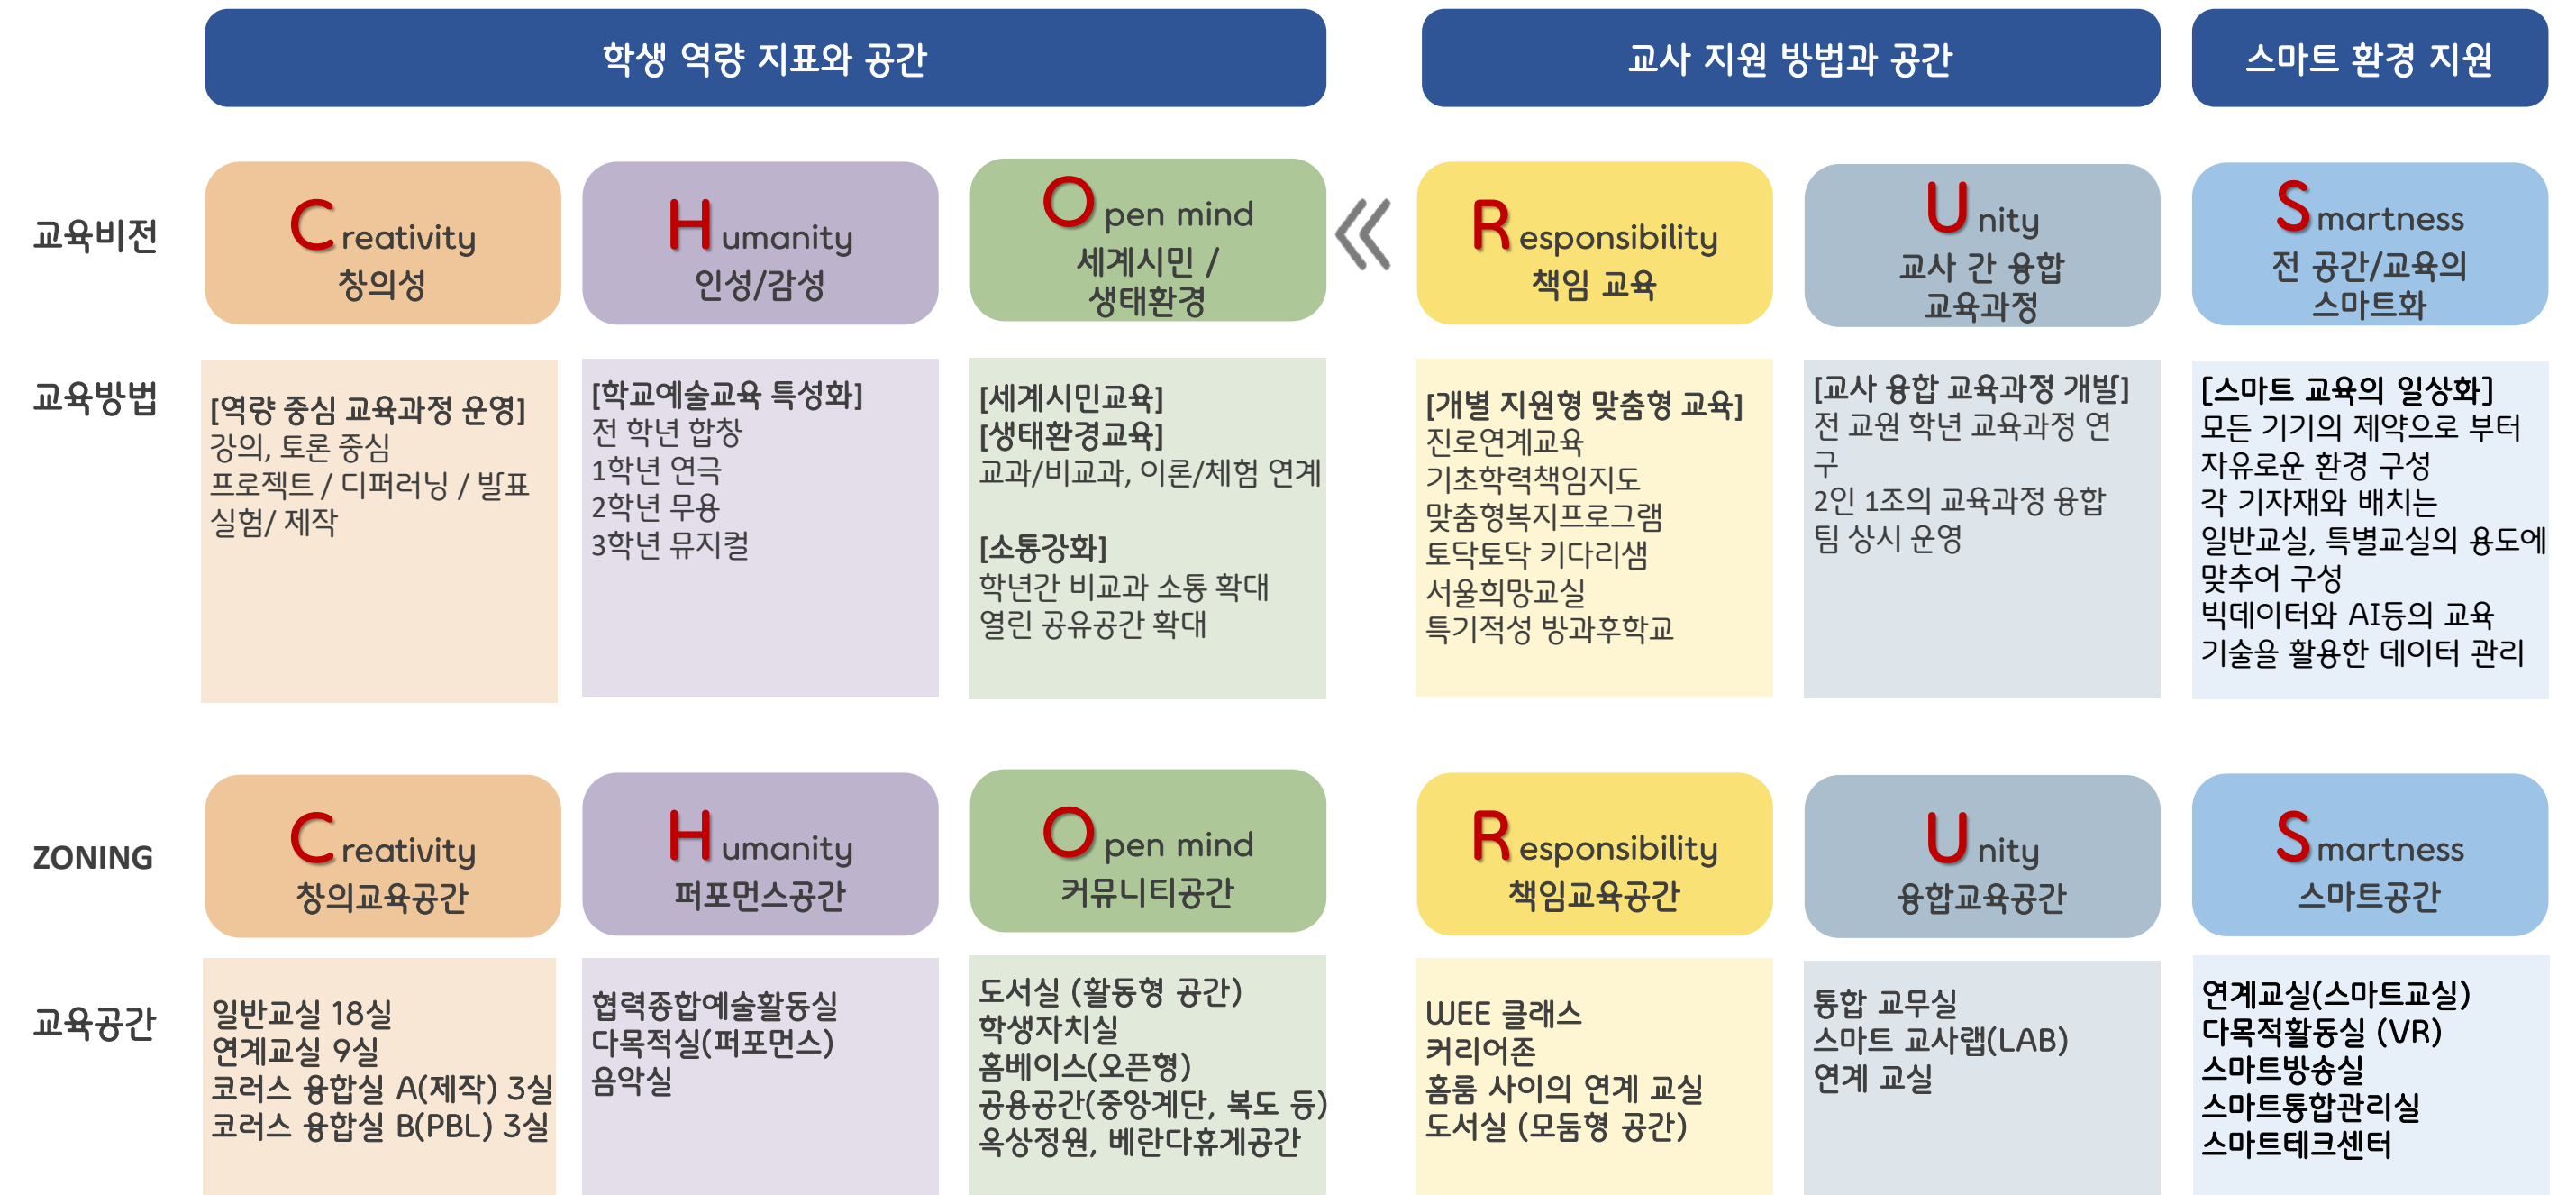 학생 역량 지표와 공간
교사 지원 방법과 공간
스마트 환경 지원
교육비전
Creativity
창의성
Humanity
인성/감성
Open mind
세계시민 /
생태환경
Responsibility
책임 교육
Unity
교사 간 융합
교육과정
Smartness
전 공간/교육의
스마트화
교육방법
[역량 중심 교육과정 운영]
강의, 토론 중심
프로젝트 / 디퍼러닝 / 발표
실험/ 제작
[학교예술교육 특성화]
전 학년 합창
1학년 연극
2학년 무용
3학년 뮤지컬
[세계시민교육]
[생태환경교육]
교과/비교과, 이론/체험 연계
[소통강화]
학년간 비교과 소통 확대
열린 공유공간 확대
[개별 지원형 맞춤형 교육]
진로연계교육
기초학력책임지도
맞춤형복지프로그램
토닥토닥 키다리샘
서울희망교실
특기적성 방과후학교
[교사 융합 교육과정 개발]
전 교원 학년 교육과정 연
구
2인 1조의 교육과정 융합
팀 상시 운영
[스마트 교육의 일상화]
모든 기기의 제약으로 부터
자유로운 환경 구성
각 기자재와 배치는
일반교실, 특별교실의 용도에
맞추어 구성
빅데이터와 AI등의 교육
기술을 활용한 데이터 관리
ZONING
Creativity
창의교육공간
Humanity
퍼포먼스공간
Open mind
커뮤니티공간
Responsibility
책임교육공간
Unity
융합교육공간
Smartness
스마트공간
교육공간
일반교실 18실
연계교실 9실
코러스 융합실 A(제작) 3실
코러스 융합실 B(PBL) 3실
협력종합예술활동실
다목적실(퍼포먼스)
음악실
도서실 (활동형 공간)
학생자치실
홈베이스(오픈형)
공용공간(중앙계단, 복도 등)
옥상정원, 베란다휴게공간
WEE 클래스
커리어존
홈룸 사이의 연계 교실
도서실 (모둠형 공간)
통합 교무실
스마트 교사랩(LAB)
연계 교실
연계교실(스마트교실)
다목적활동실 (VR)
스마트방송실
스마트통합관리실
스마트테크센터